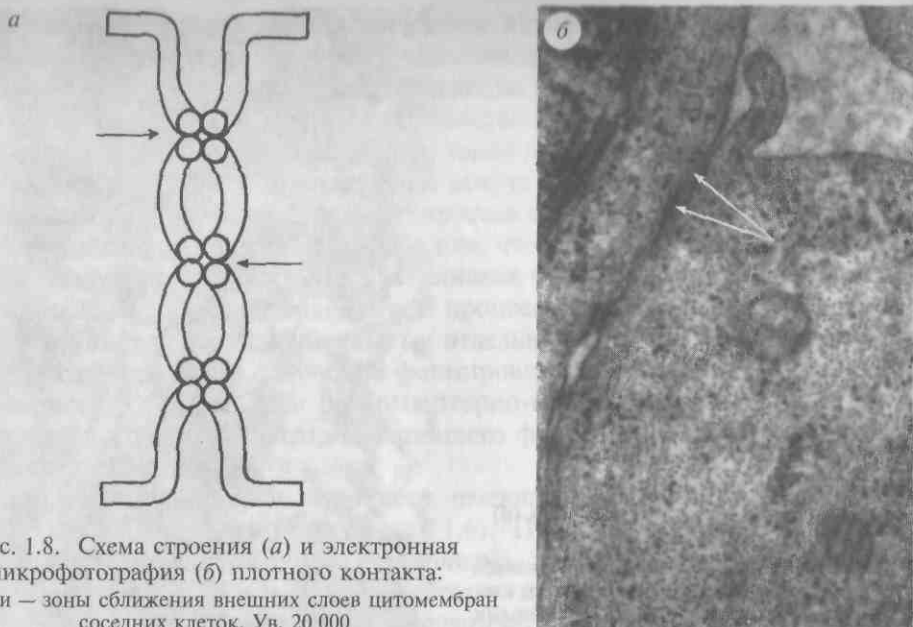 а
б
с. 1.8. Схема строения (а) и электронная
икрофотография (б) плотного контакта:
и — зоны сближения внешних слоев цитомембран
соседних клеток. Ув. 20 000